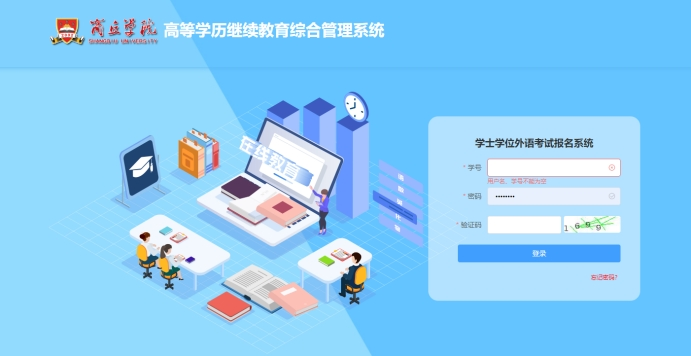 商丘学院
SHANGQIU UNIVERSITY
高等学历继续教育综合管理系统
在线教育
学士学位外语考试报名系统
* 学号
用户名、学号不能为空
* 密码
••••••••
* 验证码
登录
忘记密码?